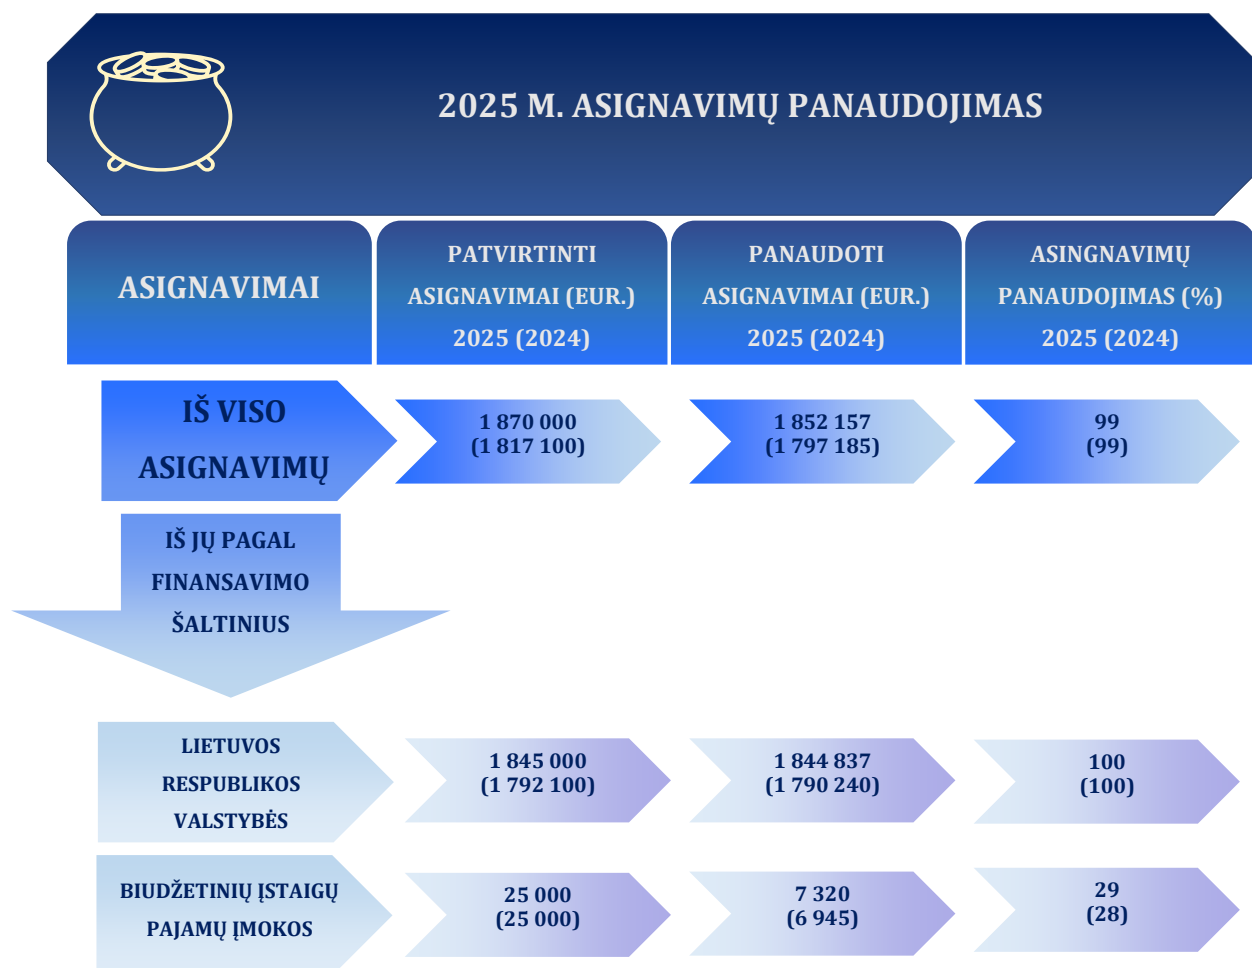 2025 M. ASIGNAVIMŲ PANAUDOJIMAS
ASIGNAVIMAI
PATVIRTINTI
ASIGNAVIMAI (EUR.)
2025 (2024)
PANAUDOTI
ASIGNAVIMAI (EUR.)
2025 (2024)
ASINGNAVIMŲ
PANAUDOJIMAS (%)
2025 (2024)
IŠ VISO
ASIGNAVIMŲ
1 870 000
(1 817 100)
1 852 157
(1 797 185)
99
(99)
IŠ JŲ PAGAL
FINANSAVIMO
ŠALTINIUS
LIETUVOS
RESPUBLIKOS
VALSTYBĖS
1 845 000
(1 792 100)
1 844 837
(1 790 240)
100
(100)
BIUDŽETINIŲ ĮSTAIGŲ
PAJAMŲ ĮMOKOS
25 000
(25 000)
7 320
(6 945)
29
(28)